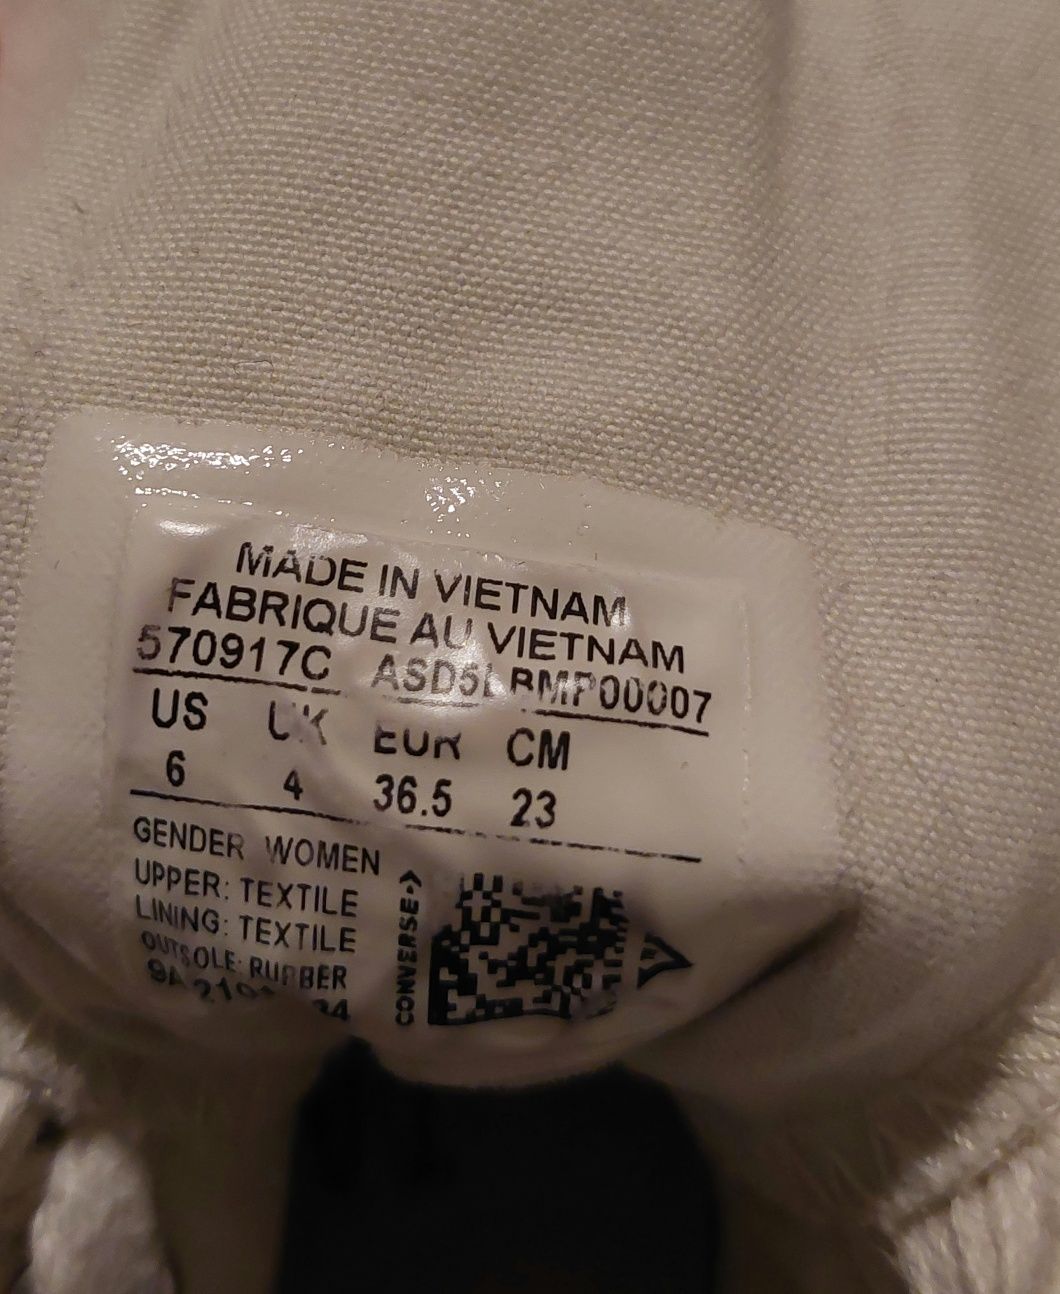 MADE IN VIETNAM
FABRIQUE AU VIETNAM
570917C
US UK EUR CM
6 4 36.5 23
GENDER WOMEN
UPPER: TEXTILE
LINING: TEXTILE
OUTSOLE: RUBBER
CONVERSE